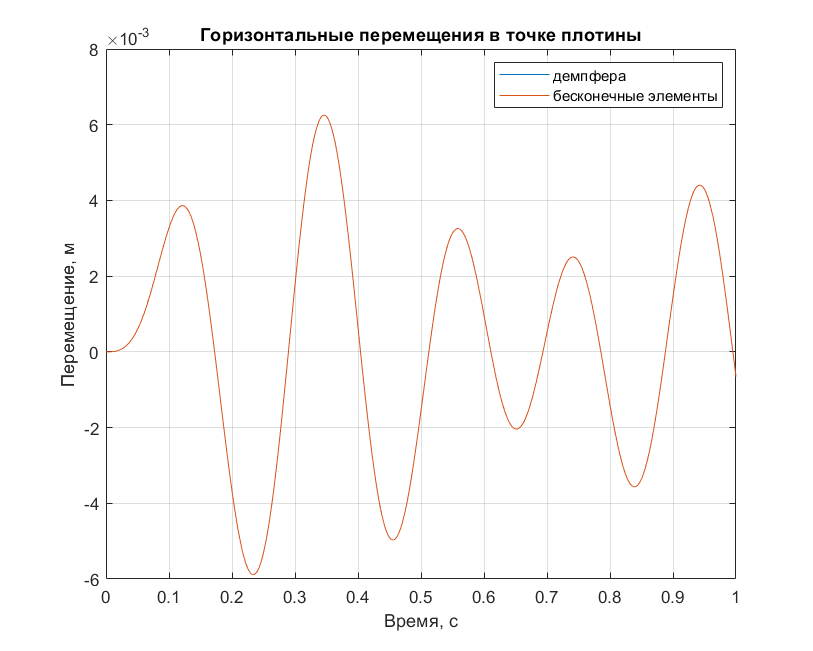 Горизонтальные перемещения в точке плотины
×10-3
демпфера
бесконечные элементы
8
6
4
2
0
-2
-4
-6
Перемещение, м
0 0.1 0.2 0.3 0.4 0.5 0.6 0.7 0.8 0.9 1
Время, с